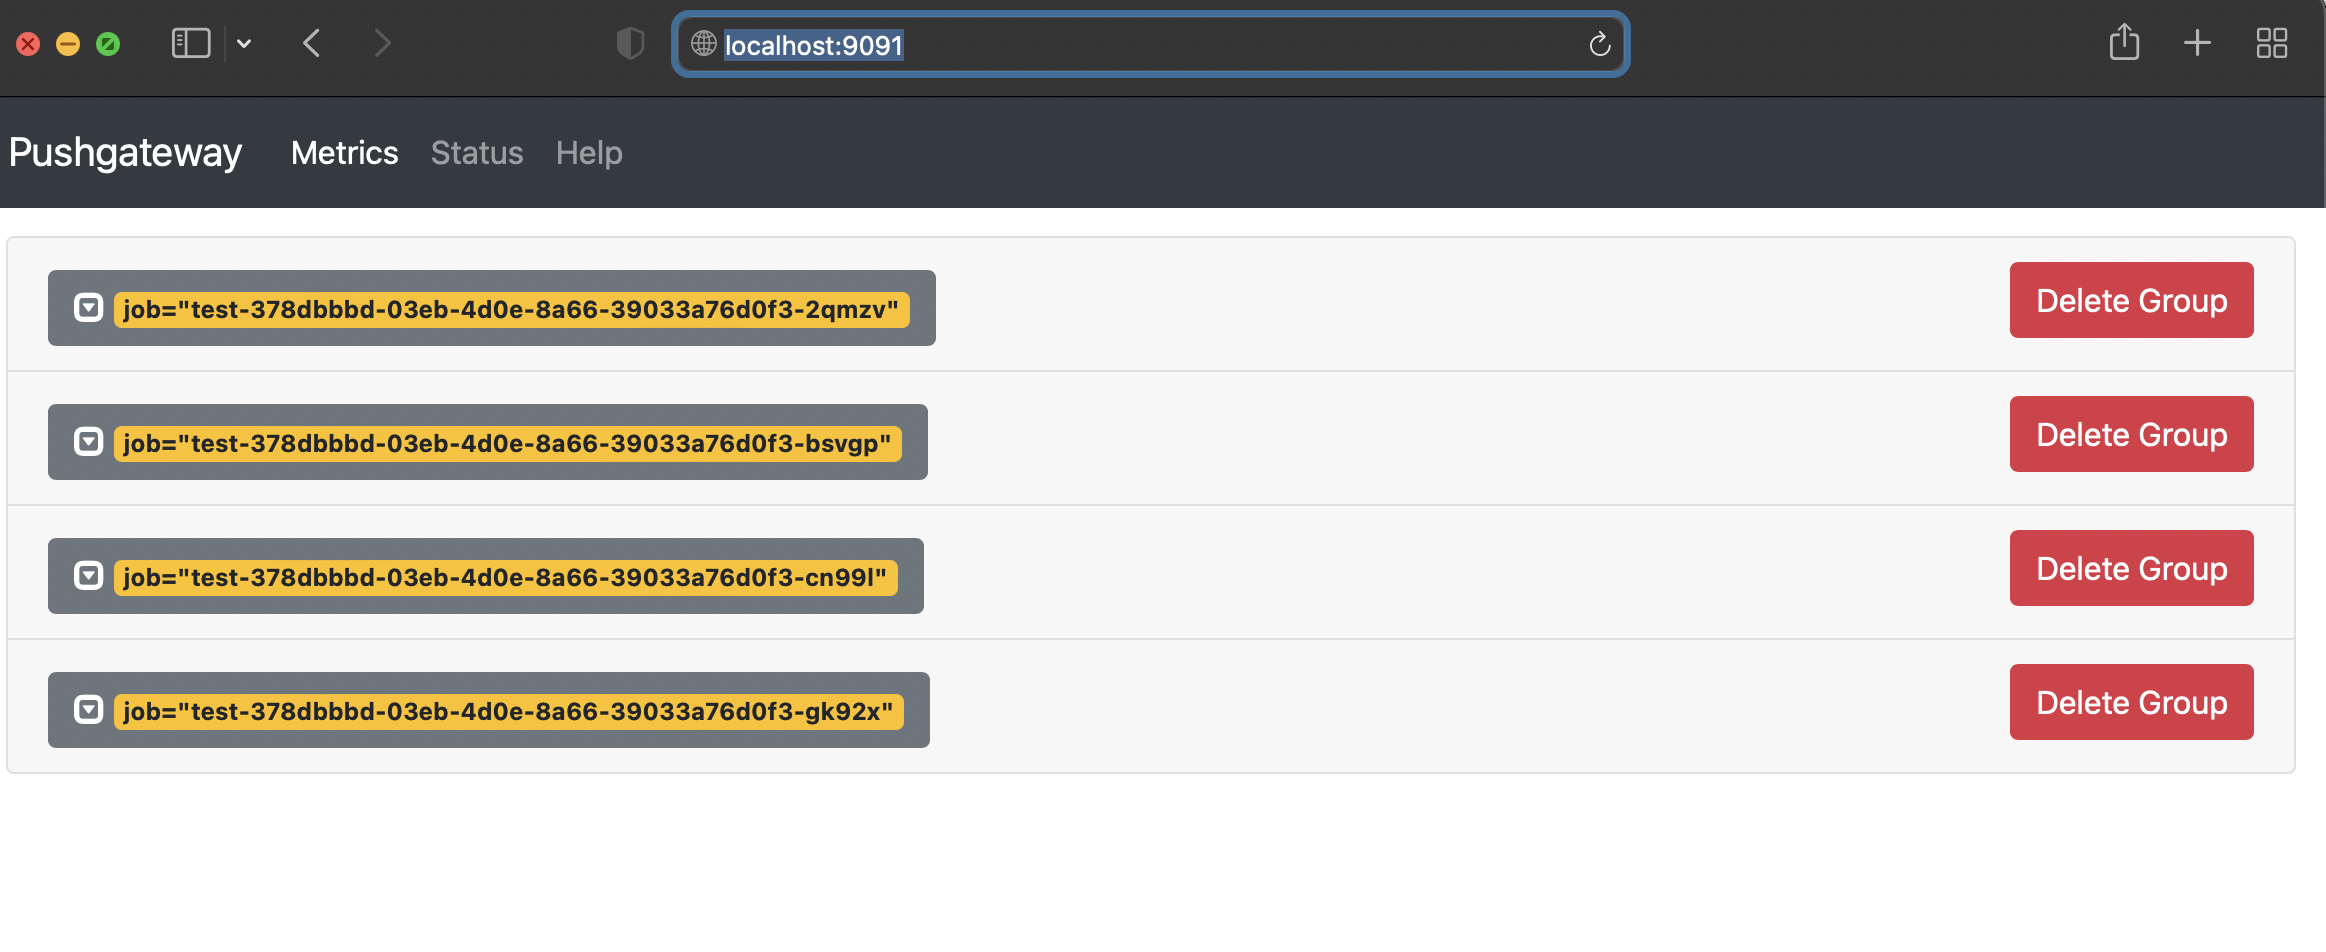 localhost:9091
Pushgateway Metrics Status Help
job="test-378dbbbd-03eb-4d0e-8a66-39033a76d0f3-2qmzv" Delete Group
job="test-378dbbbd-03eb-4d0e-8a66-39033a76d0f3-bsvgp" Delete Group
job="test-378dbbbd-03eb-4d0e-8a66-39033a76d0f3-cn99l" Delete Group
job="test-378dbbbd-03eb-4d0e-8a66-39033a76d0f3-gk92x" Delete Group